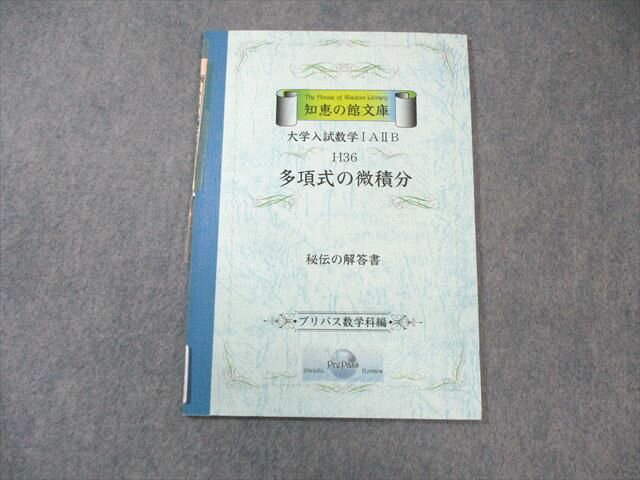 The House of Wisdom Library
知恵の館文庫
大学入試数学ⅠAⅡB
H36
多項式の微積分
秘伝の解答書
プリパス数学科編
PrePass